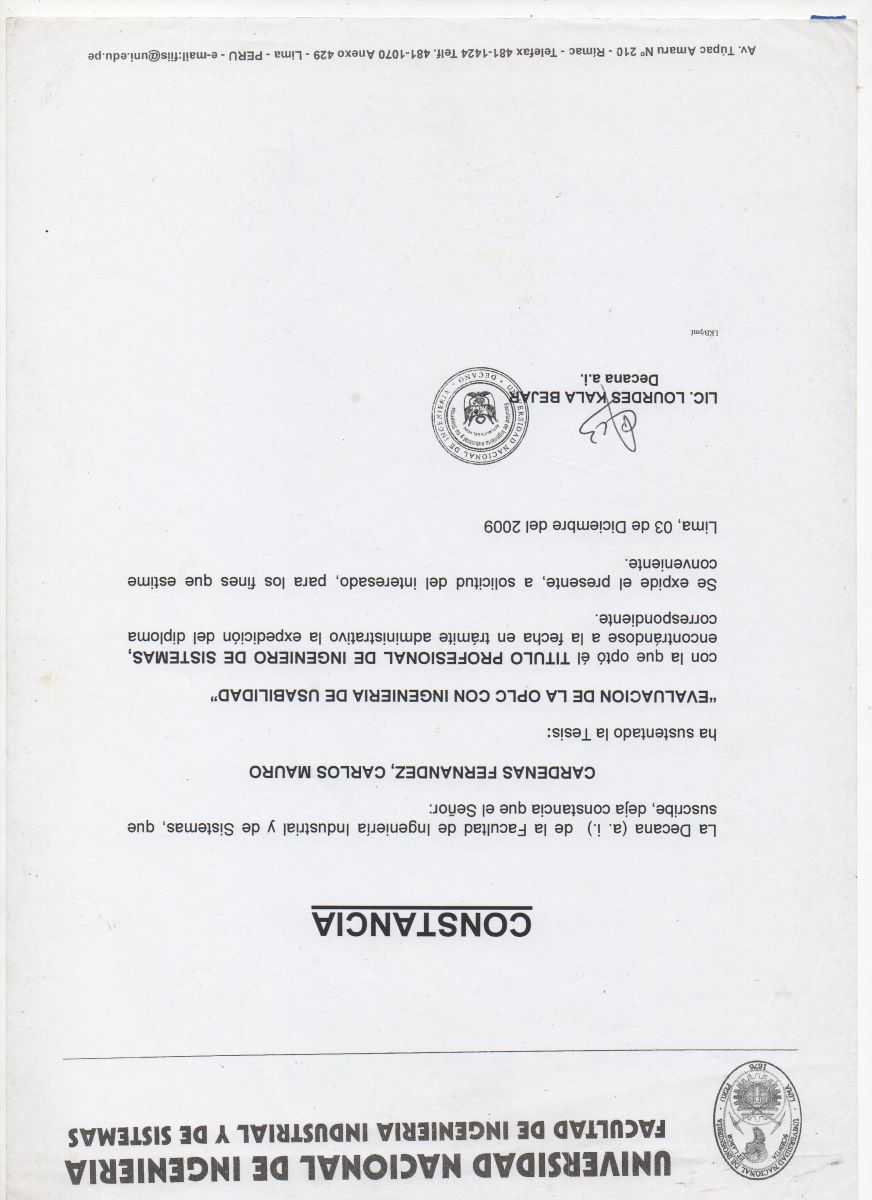 UNIVERSIDAD NACIONAL DE INGENIERIA
FACULTAD DE INGENIERIA INDUSTRIAL Y DE SISTEMAS
UNIVERSIDAD NACIONAL DE INGENIERIA
LIMA PERU
1876
CONSTANCIA
La Decana (a. i.) de la Facultad de Ingeniería Industrial y de Sistemas, que
suscribe, deja constancia que el Señor:
CARDENAS FERNANDEZ, CARLOS MAURO
ha sustentado la Tesis:
“EVALUACION DE LA OPLC CON INGENIERIA DE USABILIDAD”
con la que optó él TITULO PROFESIONAL DE INGENIERO DE SISTEMAS,
encontrándose a la fecha en trámite administrativo la expedición del diploma
correspondiente.
Se expide el presente, a solicitud del interesado, para los fines que estime
conveniente.
Lima, 03 de Diciembre del 2009
UNIVERSIDAD NACIONAL DE INGENIERIA
Facultad de Ingeniería Industrial y de Sistemas
REPUBLICA DEL PERU
DECANO
LIC. LOURDES KALA BEJAR
Decana a.i.
LKB/pmf.
Av. Túpac Amaru Nº 210 - Rímac - Telefax 481-1424 Telf. 481-1070 Anexo 429 - Lima - PERU - e-mail:fiis@uni.edu.pe